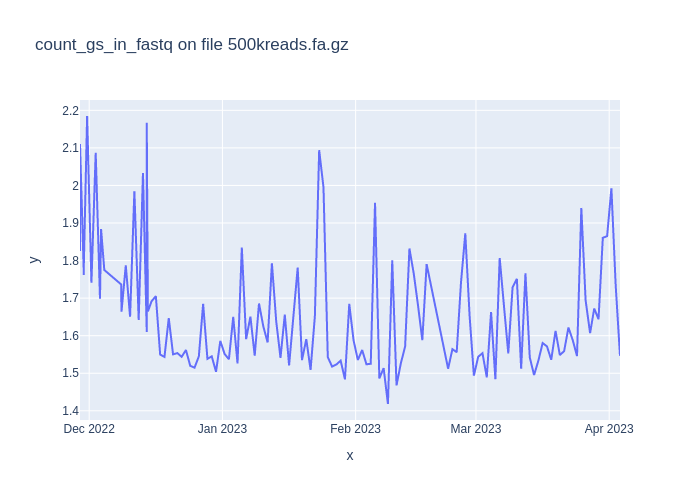 count_gs_in_fastq on file 500kreads.fa.gz
2.2
2.1
2
1.9
1.8
1.7
1.6
1.5
1.4
y
Dec 2022 Jan 2023 Feb 2023 Mar 2023 Apr 2023
x